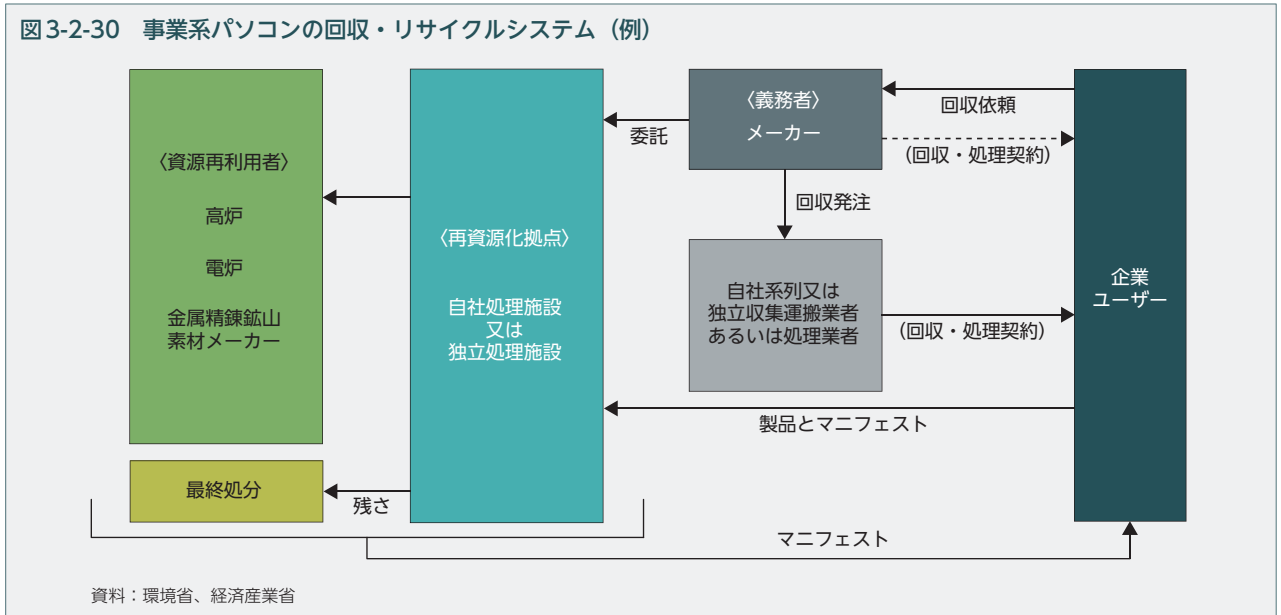 図3-2-30 事業系パソコンの回収・リサイクルシステム（例）
〈資源再利用者〉
高炉
電炉
金属精錬鉱山
素材メーカー
最終処分
残さ
〈再資源化拠点〉
自社処理施設
又は
独立処理施設
委託
〈義務者〉
メーカー
回収発注
自社系列又は
独立収集運搬業者
あるいは処理業者
回収依頼
（回収・処理契約）
（回収・処理契約）
製品とマニフェスト
企業
ユーザー
マニフェスト
資料：環境省、経済産業省